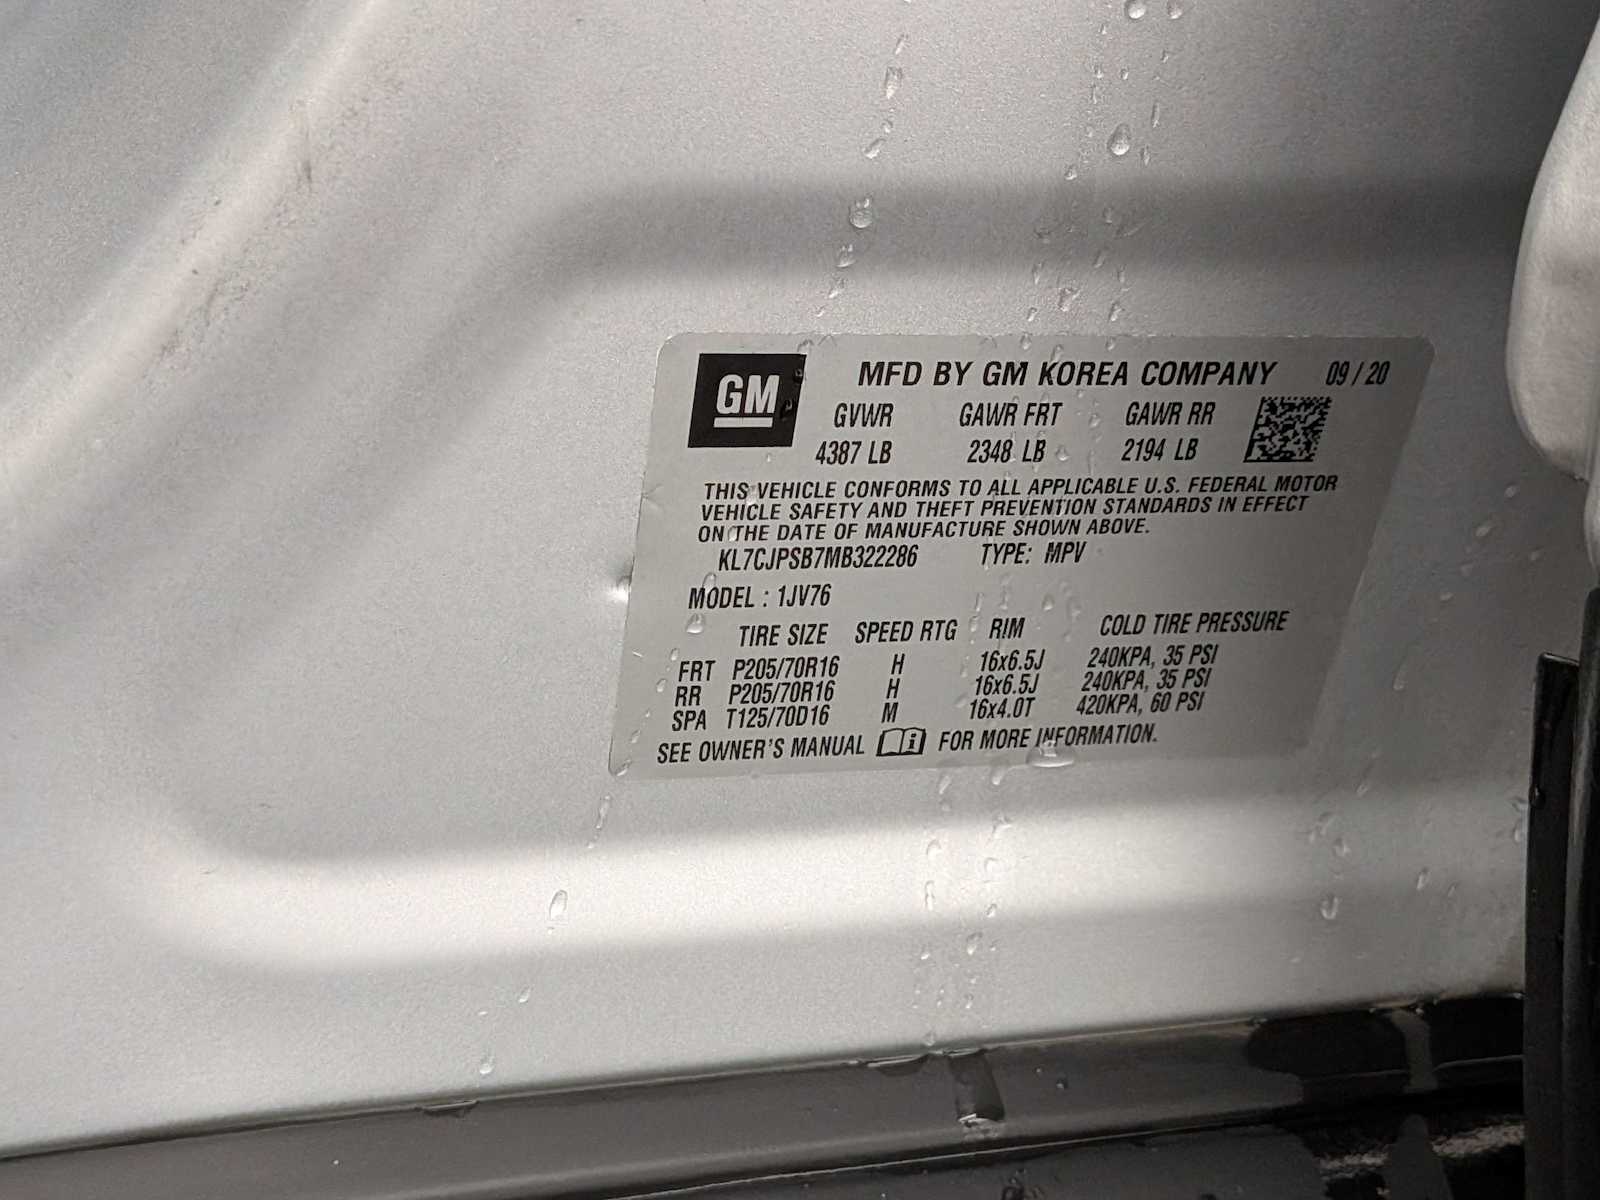 GM MFD BY GM KOREA COMPANY 09 / 20
GVWR GAWR FRT GAWR RR
4387 LB 2348 LB 2194 LB
THIS VEHICLE CONFORMS TO ALL APPLICABLE U.S. FEDERAL MOTOR
VEHICLE SAFETY AND THEFT PREVENTION STANDARDS IN EFFECT
ON THE DATE OF MANUFACTURE SHOWN ABOVE.
KL7CJPSB7MB322286 TYPE: MPV
MODEL : 1JV76
TIRE SIZE SPEED RTG RIM COLD TIRE PRESSURE
FRT P205/70R16 H 16x6.5J 240KPA, 35 PSI
RR P205/70R16 H 16x6.5J 240KPA, 35 PSI
SPA T125/70D16 M 16x4.0T 420KPA, 60 PSI
SEE OWNER'S MANUAL i FOR MORE INFORMATION.